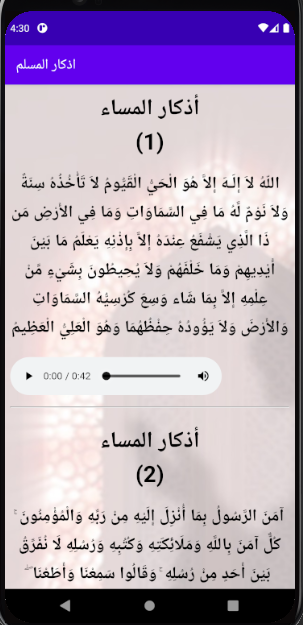 4:30
اذكار المسلم
أذكار المساء
(1)
اللّهُ لاَ إِلَـهَ إِلاَّ هُوَ الْحَيُّ الْقَيُّومُ لاَ تَأْخُذُهُ سِنَةٌ
وَلاَ نَوْمٌ لَّهُ مَا فِي السَّمَاوَاتِ وَمَا فِي الأَرْضِ مَن
ذَا الَّذِي يَشْفَعُ عِنْدَهُ إِلاَّ بِإِذْنِهِ يَعْلَمُ مَا بَيْنَ
أَيْدِيهِمْ وَمَا خَلْفَهُمْ وَلاَ يُحِيطُونَ بِشَيْءٍ مِّنْ
عِلْمِهِ إِلاَّ بِمَا شَاء وَسِعَ كُرْسِيُّهُ السَّمَاوَاتِ
وَالأَرْضَ وَلاَ يَؤُودُهُ حِفْظُهُمَا وَهُوَ الْعَلِيُّ الْعَظِيمُ
0:00 / 0:42
أذكار المساء
(2)
آمَنَ الرَّسُولُ بِمَا أُنْزِلَ إِلَيْهِ مِنْ رَبِّهِ وَالْمُؤْمِنُونَ ۚ
كُلٌّ آمَنَ بِاللَّهِ وَمَلَائِكَتِهِ وَكُتُبِهِ وَرُسُلِهِ لَا نُفَرِّقُ
بَيْنَ أَحَدٍ مِنْ رُسُلِهِ ۚ وَقَالُوا سَمِعْنَا وَأَطَعْنَا ۖ